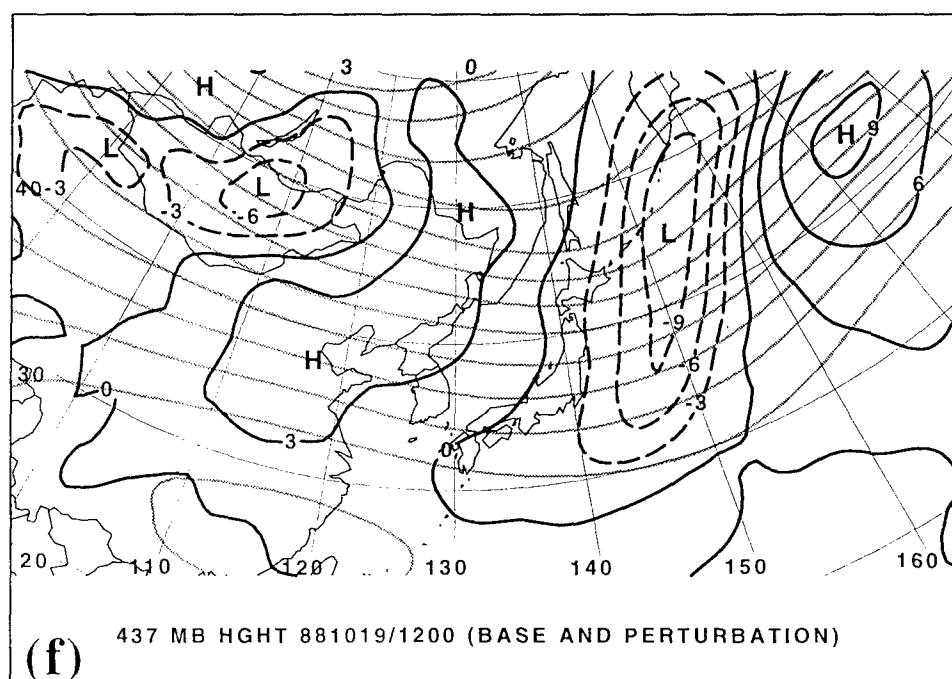 3 0
H
H 9
L
40 -3 L
-3 -6
6
H
L
-9
H
-6
30 0
-3
3 0
20 110 120 130 140 150 160
437 MB HGHT 881019/1200 (BASE AND PERTURBATION)
(f)